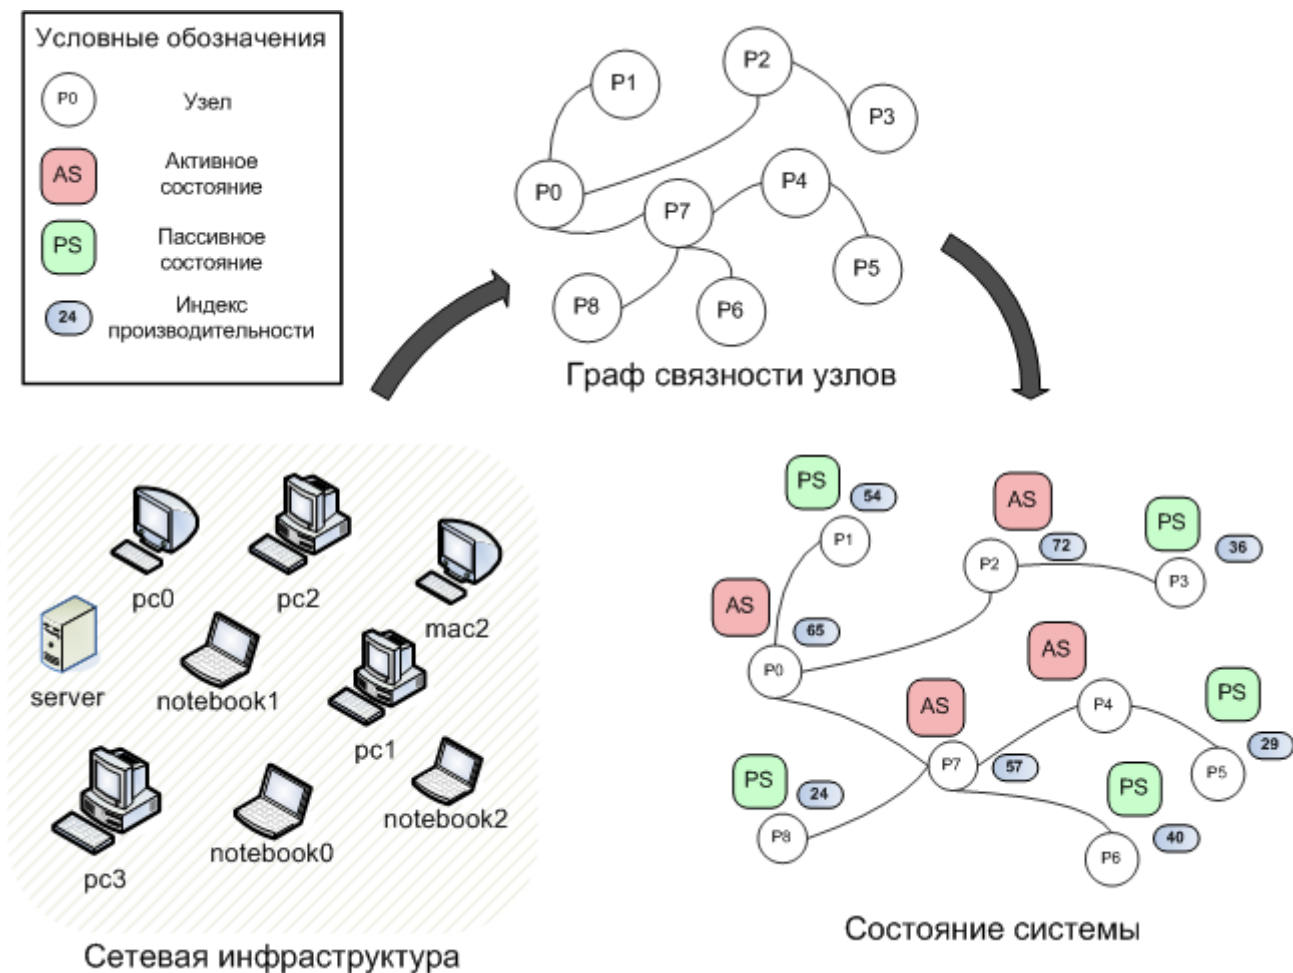 Условные обозначения
P0
Узел
AS
Активное
состояние
PS
Пассивное
состояние
24
Индекс
производительности
P1
P2
P3
P0
P7
P4
P5
P8
P6
Граф связности узлов
pc0
pc2
mac2
server
notebook1
pc1
pc3
notebook0
notebook2
Сетевая инфраструктура
PS
54
P1
AS
72
P2
PS
36
P3
AS
65
P0
AS
P4
AS
57
P7
PS
29
P5
PS
24
P8
PS
40
P6
Состояние системы